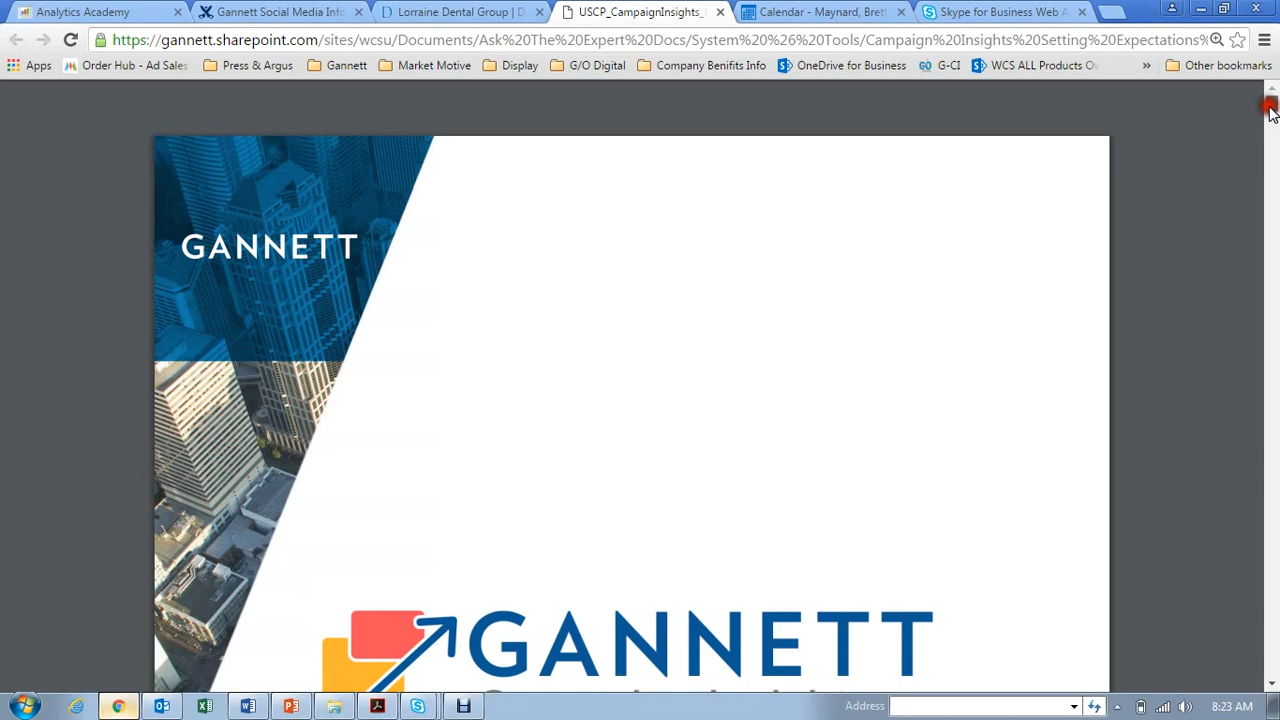 Analytics Academy
Gannett Social Media Info
Lorraine Dental Group | D
USCP_CampaignInsights_
Calendar - Maynard, Brett
Skype for Business Web A
https://gannett.sharepoint.com/sites/wcsu/Documents/Ask%20The%20Expert%20Docs/System%20%26%20Tools/Campaign%20Insights%20Setting%20Expectations%
Apps
Order Hub - Ad Sales
Press & Argus
Gannett
Market Motive
Display
G/O Digital
Company Benifits Info
OneDrive for Business
G-CI
WCS ALL Products Ov
»
Other bookmarks
GANNETT
GANNETT
Address
8:23 AM